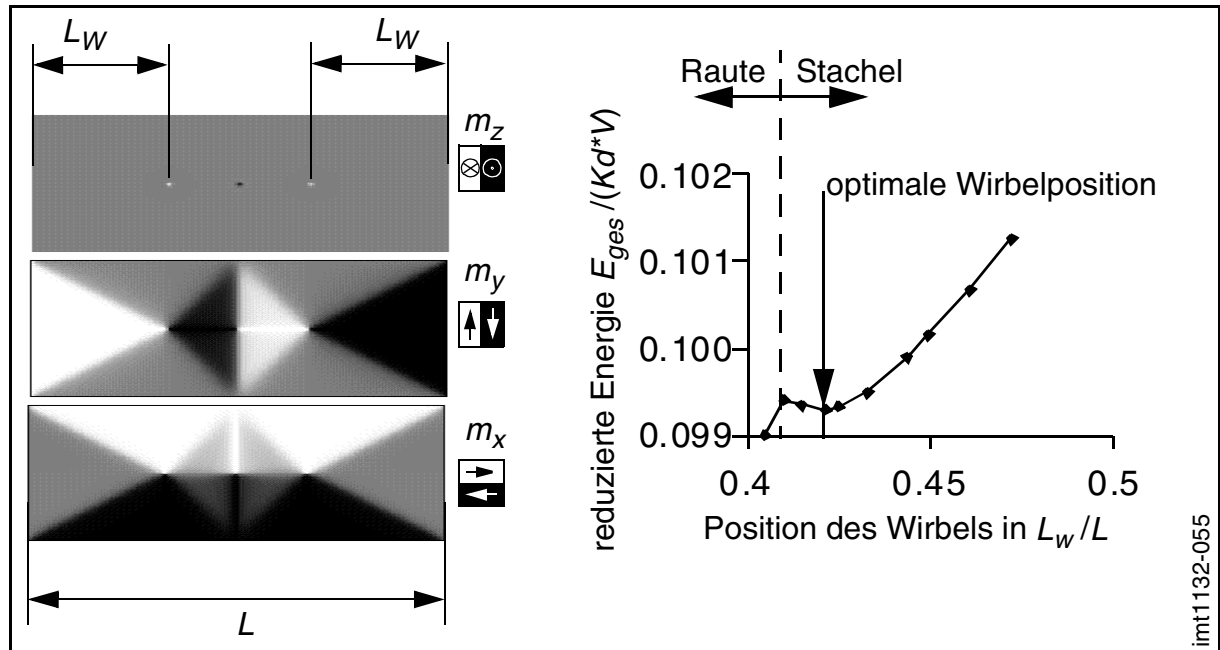 L_W
L_W
m_z
m_y
m_x
L
Raute
Stachel
optimale Wirbelposition
reduzierte Energie E_ges/(Kd*V)
0.102
0.101
0.100
0.099
0.4
0.45
0.5
Position des Wirbels in L_w/L
imt1132-055